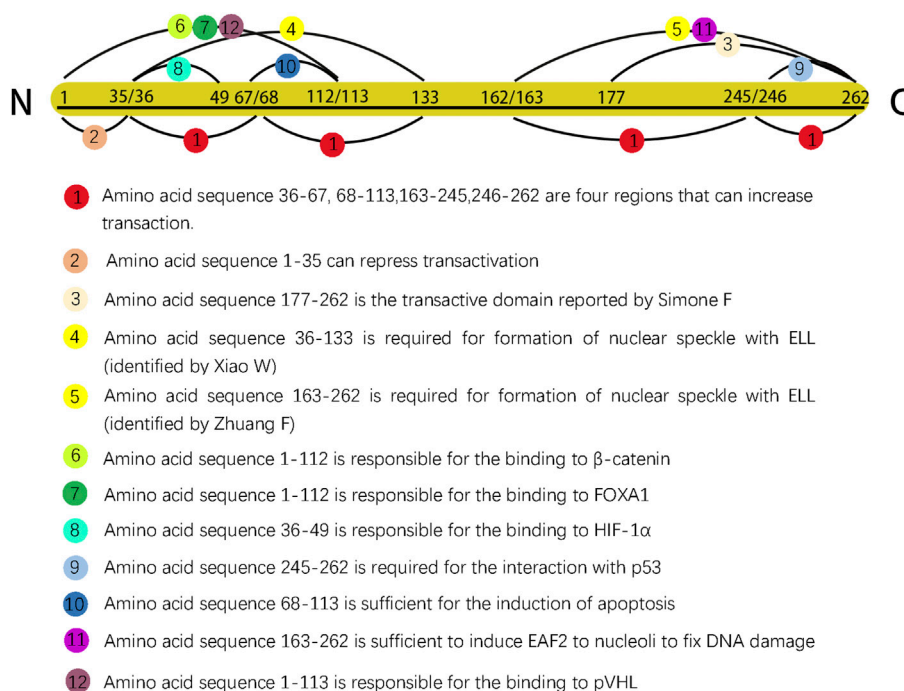 6 7 12 4 5 11 3
8 10 9
N 1 35/36 49 67/68 112/113 133 162/163 177 245/246 262 C
2 1 1 1 1
1 Amino acid sequence 36-67, 68-113,163-245,246-262 are four regions that can increase
transaction.
2 Amino acid sequence 1-35 can repress transactivation
3 Amino acid sequence 177-262 is the transactive domain reported by Simone F
4 Amino acid sequence 36-133 is required for formation of nuclear speckle with ELL
(identified by Xiao W)
5 Amino acid sequence 163-262 is required for formation of nuclear speckle with ELL
(identified by Zhuang F)
6 Amino acid sequence 1-112 is responsible for the binding to β-catenin
7 Amino acid sequence 1-112 is responsible for the binding to FOXA1
8 Amino acid sequence 36-49 is responsible for the binding to HIF-1α
9 Amino acid sequence 245-262 is required for the interaction with p53
10 Amino acid sequence 68-113 is sufficient for the induction of apoptosis
11 Amino acid sequence 163-262 is sufficient to induce EAF2 to nucleoli to fix DNA damage
12 Amino acid sequence 1-113 is responsible for the binding to pVHL